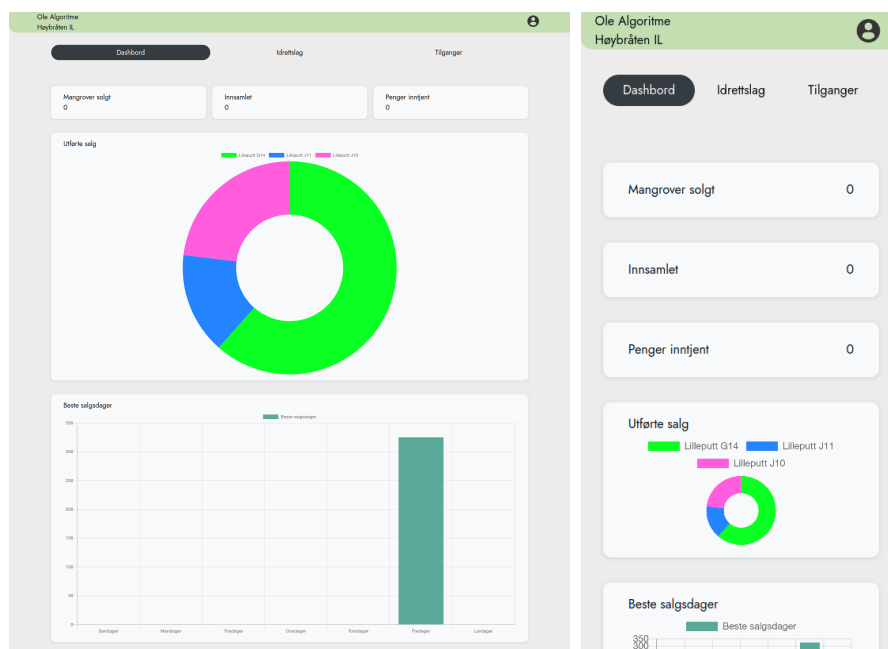 Ole Algoritme
Høybråten IL
Dashbord Idrettslag Tilganger
Mangrover solgt
0
Innsamlet
0
Penger inntjent
0
Utførte salg
Lilleputt G14 Lilleputt J11 Lilleputt J10
Beste salgsdager
Beste salgsdager
350
300
250
200
150
100
50
0
Søndager Mandager Tirsdager Onsdager Torsdager Fredager Lørdager
Ole Algoritme
Høybråten IL
Dashbord Idrettslag Tilganger
Mangrover solgt 0
Innsamlet 0
Penger inntjent 0
Utførte salg
Lilleputt G14 Lilleputt J11
Lilleputt J10
Beste salgsdager
Beste salgsdager
350
300